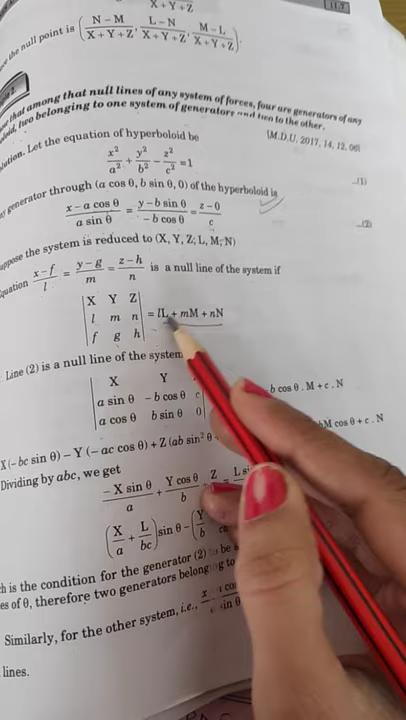 X+Y+Z
the null point is (N – M / X + Y + Z, L – N / X + Y + Z, M – L / X + Y + Z).
that among that null lines of any system of forces, four are generators of any
two belonging to one system of generators and two to the other.
[M.D.U. 2017, 14, 12, 06]
Let the equation of hyperboloid be
x²/a² + y²/b² – z²/c² = 1 ...(1)
generator through (a cos θ, b sin θ, 0) of the hyperboloid is
(x – a cos θ)/(a sin θ) = (y – b sin θ)/(– b cos θ) = (z – 0)/c ...(2)
the system is reduced to (X, Y, Z; L, M, N)
(x – f)/l = (y – g)/m = (z – h)/n is a null line of the system if
| X Y Z |
| l m n | = lL + mM + nN
| f g h |
Line (2) is a null line of the system
| X Y
| a sin θ – b cos θ c | b cos θ . M + c . N
| a cos θ b sin θ 0 |
X(– bc sin θ) – Y (– ac cos θ) + Z (ab sin² θ bM cos θ + c . N
Dividing by abc, we get
– X sin θ / a + Y cos θ / b + Z / c =
(X/a + L/bc) sin θ – (Y/b
is the condition for the generator (2) to be a
of θ, therefore two generators belonging to
Similarly, for the other system, i.e.,
lines.